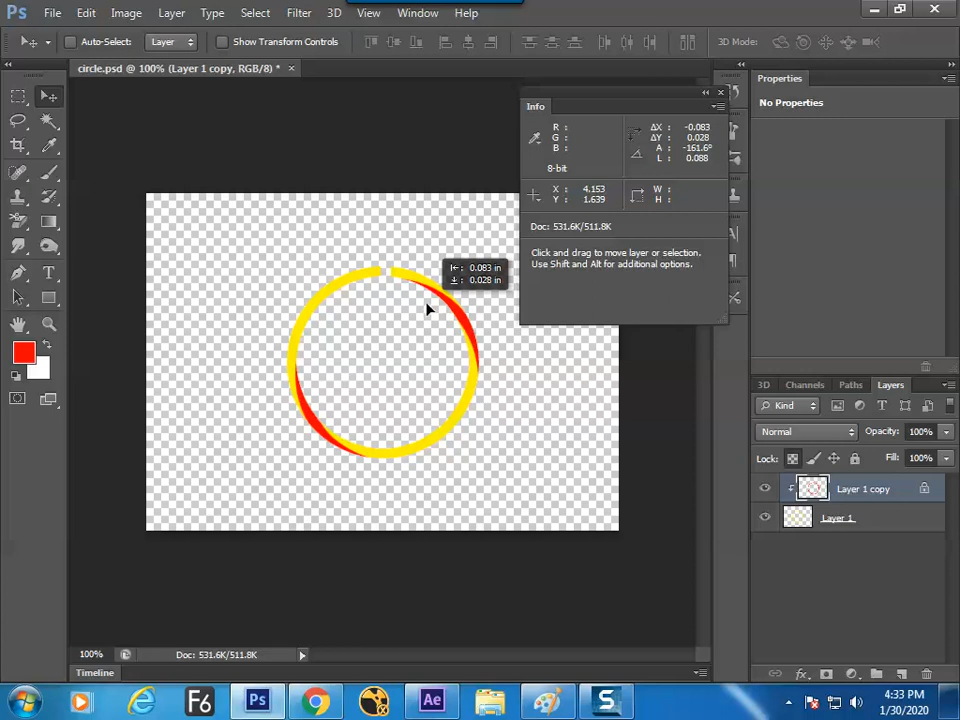 Ps File Edit Image Layer Type Select Filter 3D View Window Help
Auto-Select: Layer Show Transform Controls 3D Mode:
circle.psd @ 100% (Layer 1 copy, RGB/8) * ×
Properties
No Properties
Info
R :
G :
B :
8-bit
ΔX : -0.083
ΔY : 0.028
A : -161.6°
L : 0.088
X : 4.153
Y : 1.639
W :
H :
Doc: 531.6K/511.8K
Click and drag to move layer or selection.
Use Shift and Alt for additional options.
0.083 in
0.028 in
3D Channels Paths Layers
Kind
Normal Opacity: 100%
Lock: Fill: 100%
Layer 1 copy
Layer 1
100% Doc: 531.6K/511.8K
Timeline
F6 Ps Ae S
4:33 PM
1/30/2020